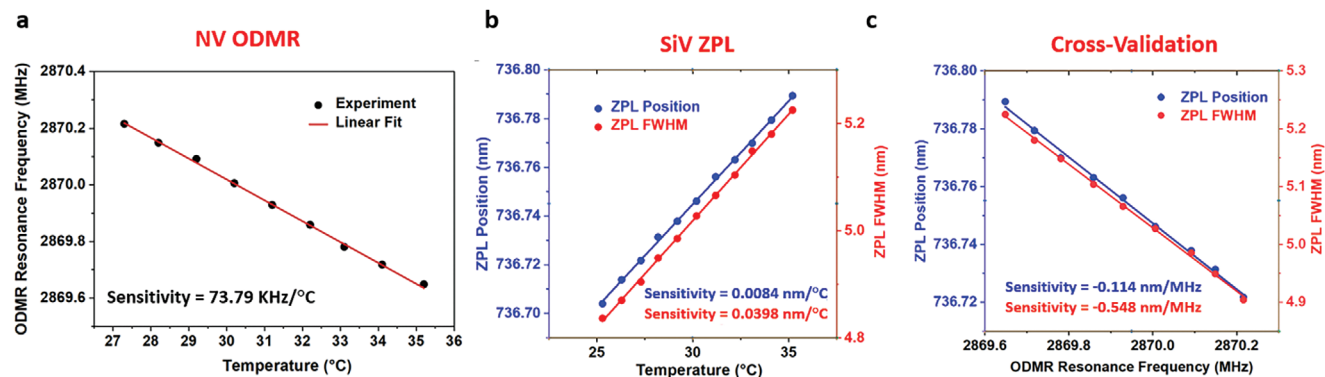 a
NV ODMR
ODMR Resonance Frequency (MHz)
2870.4
2870.2
2870.0
2869.8
2869.6
Experiment
Linear Fit
Sensitivity = 73.79 KHz/°C
27 28 29 30 31 32 33 34 35 36
Temperature (°C)
b
SiV ZPL
ZPL Position (nm)
736.80
736.78
736.76
736.74
736.72
736.70
ZPL Position
ZPL FWHM
Sensitivity = 0.0084 nm/°C
Sensitivity = 0.0398 nm/°C
5.2
5.0
4.8
ZPL FWHM (nm)
25 30 35
Temperature (°C)
c
Cross-Validation
ZPL Position (nm)
736.80
736.78
736.76
736.74
736.72
ZPL Position
ZPL FWHM
Sensitivity = -0.114 nm/MHz
Sensitivity = -0.548 nm/MHz
5.3
5.2
5.1
5.0
4.9
ZPL FWHM (nm)
2869.6 2869.8 2870.0 2870.2
ODMR Resonance Frequency (MHz)